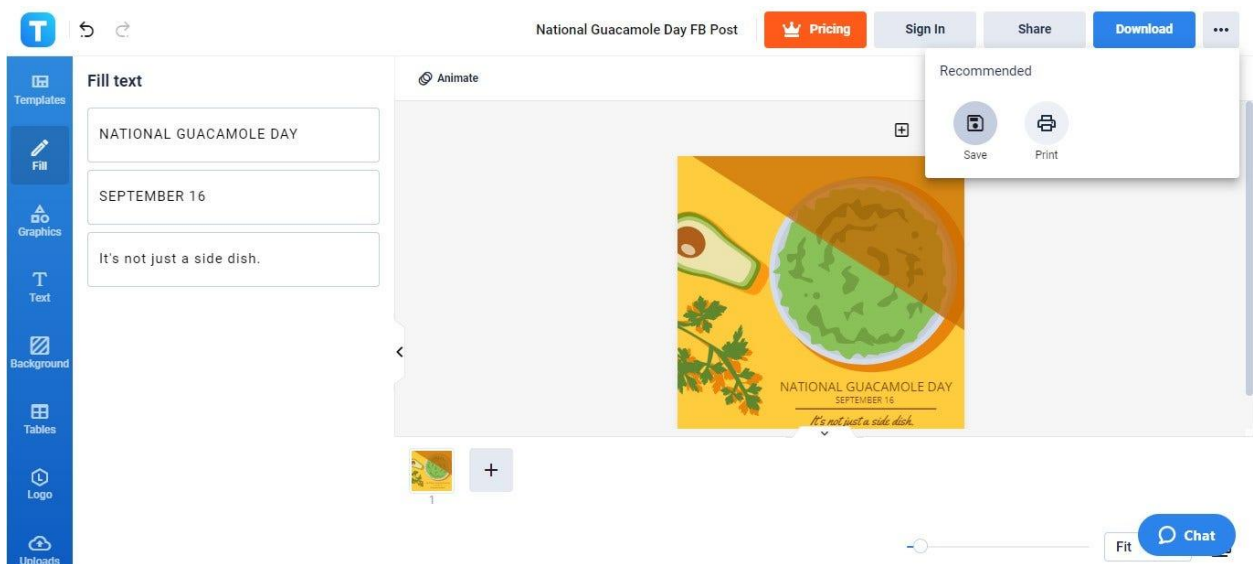 T
National Guacamole Day FB Post
Pricing
Sign In
Share
Download
Templates
Fill
Graphics
Text
Background
Tables
Logo
Uploads
Fill text
NATIONAL GUACAMOLE DAY
SEPTEMBER 16
It's not just a side dish.
Animate
Recommended
Save
Print
NATIONAL GUACAMOLE DAY
SEPTEMBER 16
It's not just a side dish.
1
Fit
Chat